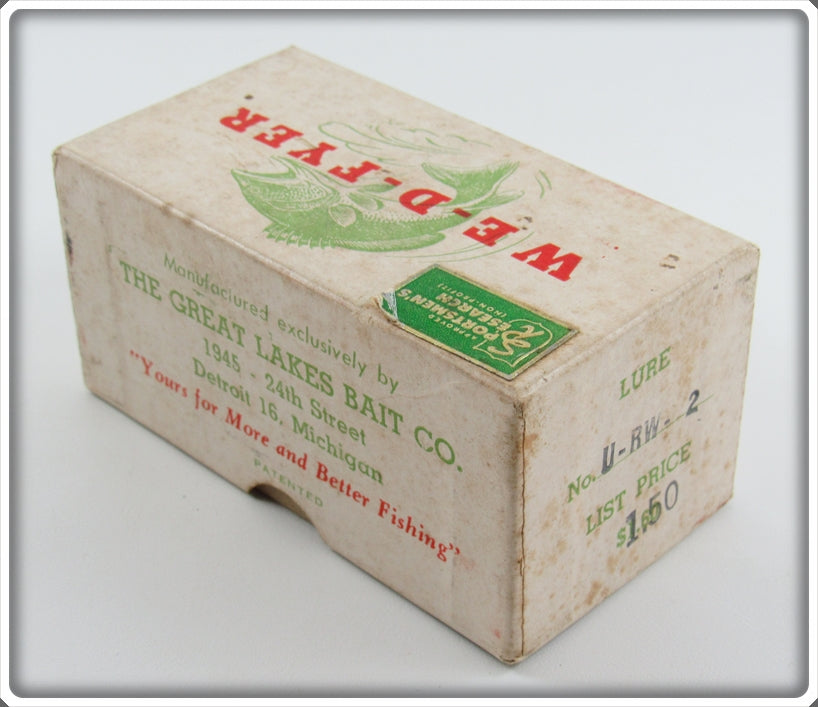 WE-D-FYER
APPROVED
SPORTSMEN'S
RESEARCH
(NON-PROFIT)
Manufactured exclusively by
THE GREAT LAKES BAIT CO.
1945 - 24th Street
Detroit 16, Michigan
"Yours for More and Better Fishing"
PATENTED
LURE
No. U-RW- 2
LIST PRICE
$1.50